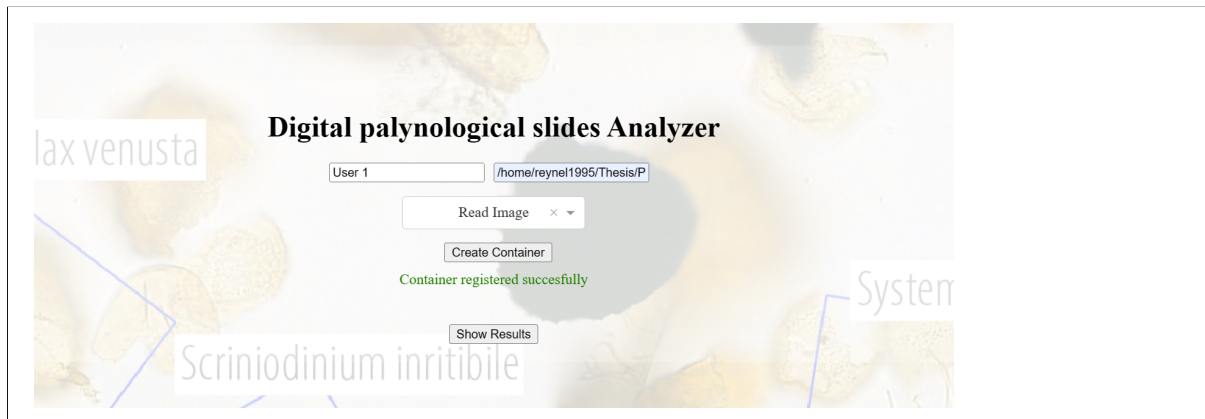 Digital palynological slides Analyzer
lax venusta
User 1
/home/reynel1995/Thesis/P
Read Image ×
Create Container
Container registered succesfully
System
Show Results
Scriniodinium inritibile